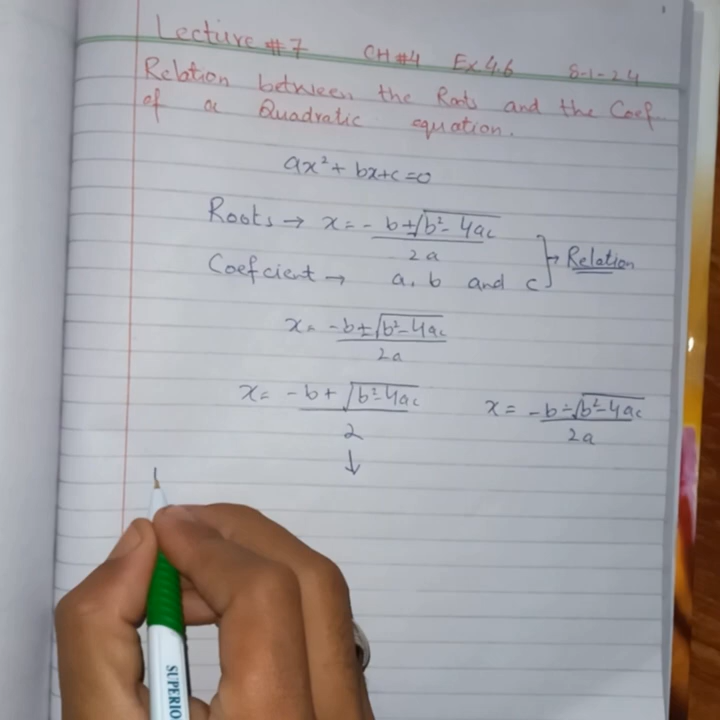 Lecture #7 CH#4 Ex 4.6 8-1-24
Relation between the Roots and the Coef
of a Quadratic equation.
ax² + bx+c=0
Roots → x = -b±√b²-4ac / 2a
Coefcient → a, b and c } → Relation
x = -b±√b²-4ac / 2a
x = -b+√b²-4ac / 2 x = -b-√b²-4ac / 2a
↓
SUPERIO